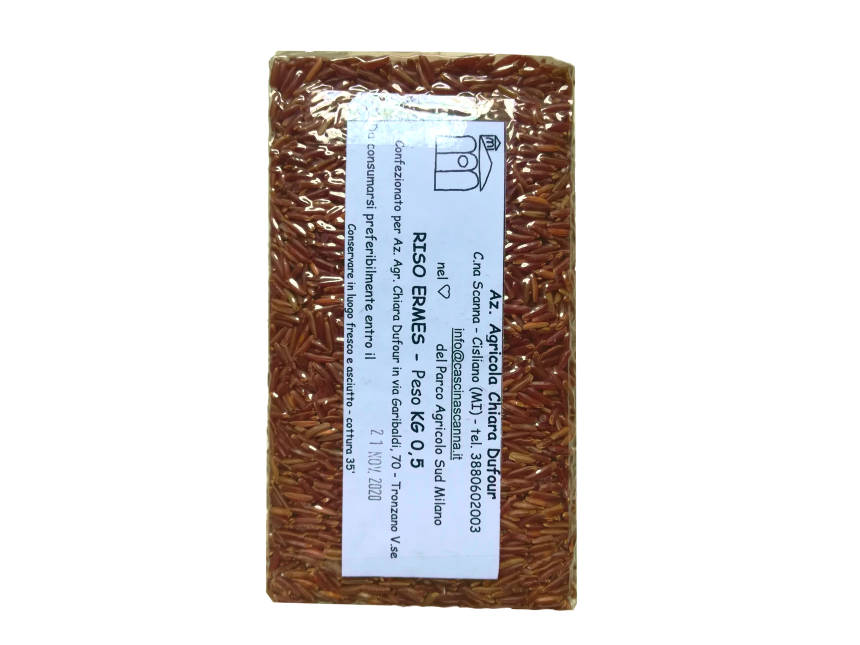 MI
Az. Agricola Chiara Dufour
C.na Scanna - Cisliano (MI) - tel. 3880602003
info@cascinascanna.it
nel ♡ del Parco Agricolo Sud Milano
RISO ERMES - Peso KG 0,5
Confezionato per Az. Agr. Chiara Dufour in via Garibaldi, 70 - Tronzano V.se
Da consumarsi preferibilmente entro il 21 NOV. 2020
Conservare in luogo fresco e asciutto - cottura 35'